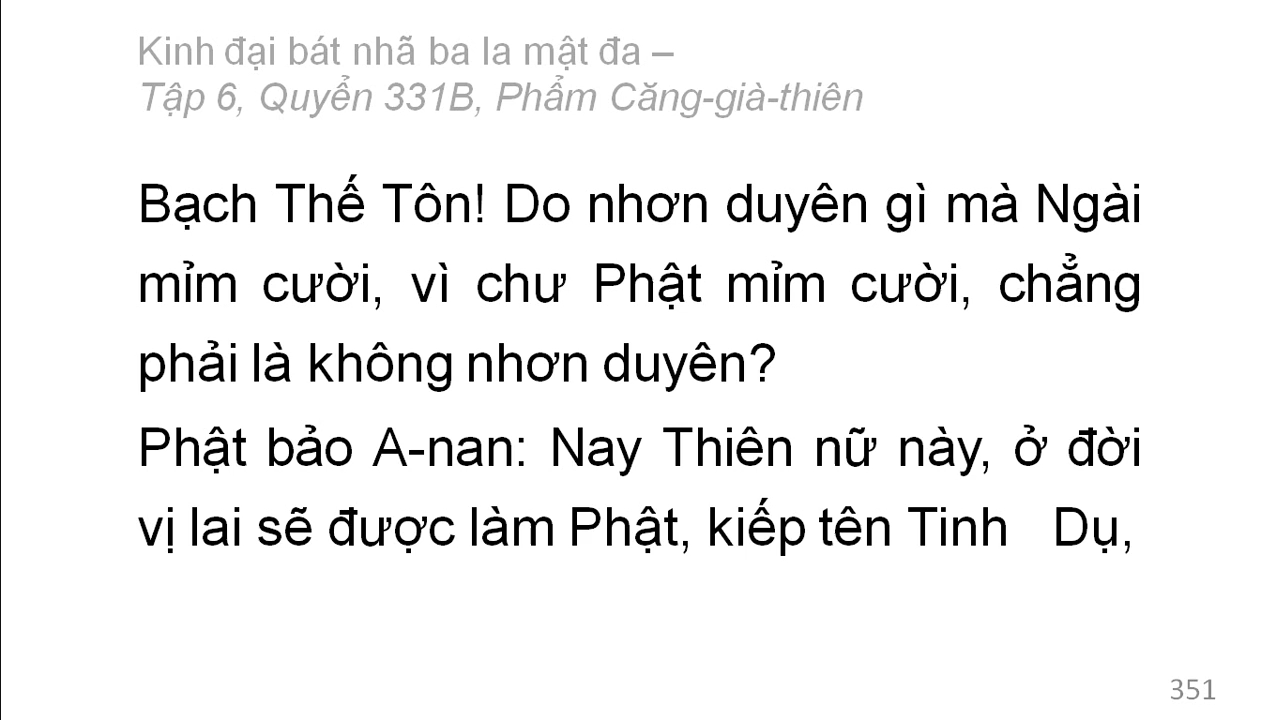 Kinh đại bát nhã ba la mật đa –
Tập 6, Quyển 331B, Phẩm Căng-già-thiên
Bạch Thế Tôn! Do nhơn duyên gì mà Ngài
mỉm cười, vì chư Phật mỉm cười, chẳng
phải là không nhơn duyên?
Phật bảo A-nan: Nay Thiên nữ này, ở đời
vị lai sẽ được làm Phật, kiếp tên Tinh Dụ,
351